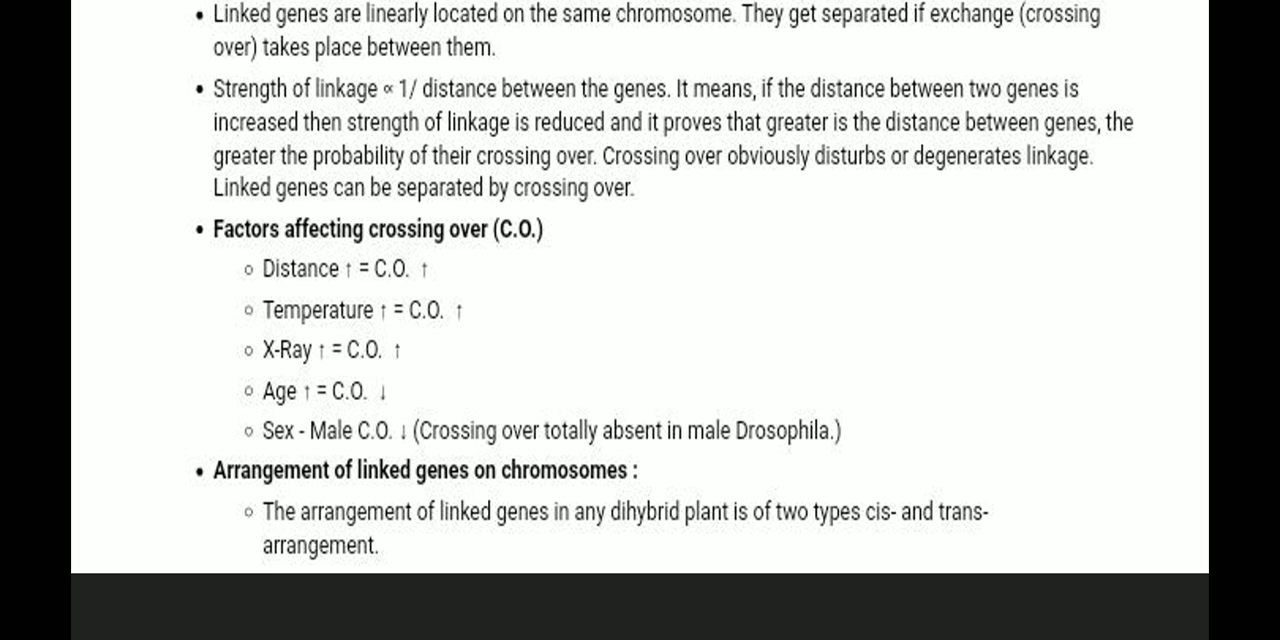 • Linked genes are linearly located on the same chromosome. They get separated if exchange (crossing
over) takes place between them.
• Strength of linkage ∝ 1/ distance between the genes. It means, if the distance between two genes is
increased then strength of linkage is reduced and it proves that greater is the distance between genes, the
greater the probability of their crossing over. Crossing over obviously disturbs or degenerates linkage.
Linked genes can be separated by crossing over.
• Factors affecting crossing over (C.O.)
○ Distance ↑ = C.O. ↑
○ Temperature ↑ = C.O. ↑
○ X-Ray ↑ = C.O. ↑
○ Age ↑ = C.O. ↓
○ Sex - Male C.O. ↓ (Crossing over totally absent in male Drosophila.)
• Arrangement of linked genes on chromosomes :
○ The arrangement of linked genes in any dihybrid plant is of two types cis- and trans-
arrangement.